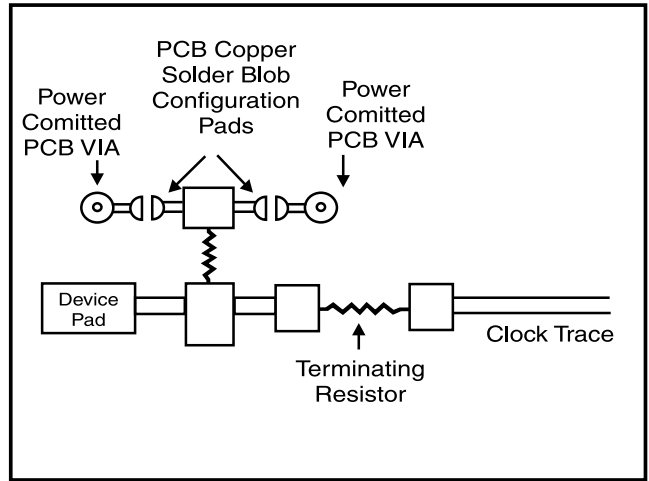 PCB Copper
Solder Blob
Configuration
Pads
Power
Comitted
PCB VIA
Power
Comitted
PCB VIA
Device
Pad
Clock Trace
Terminating
Resistor